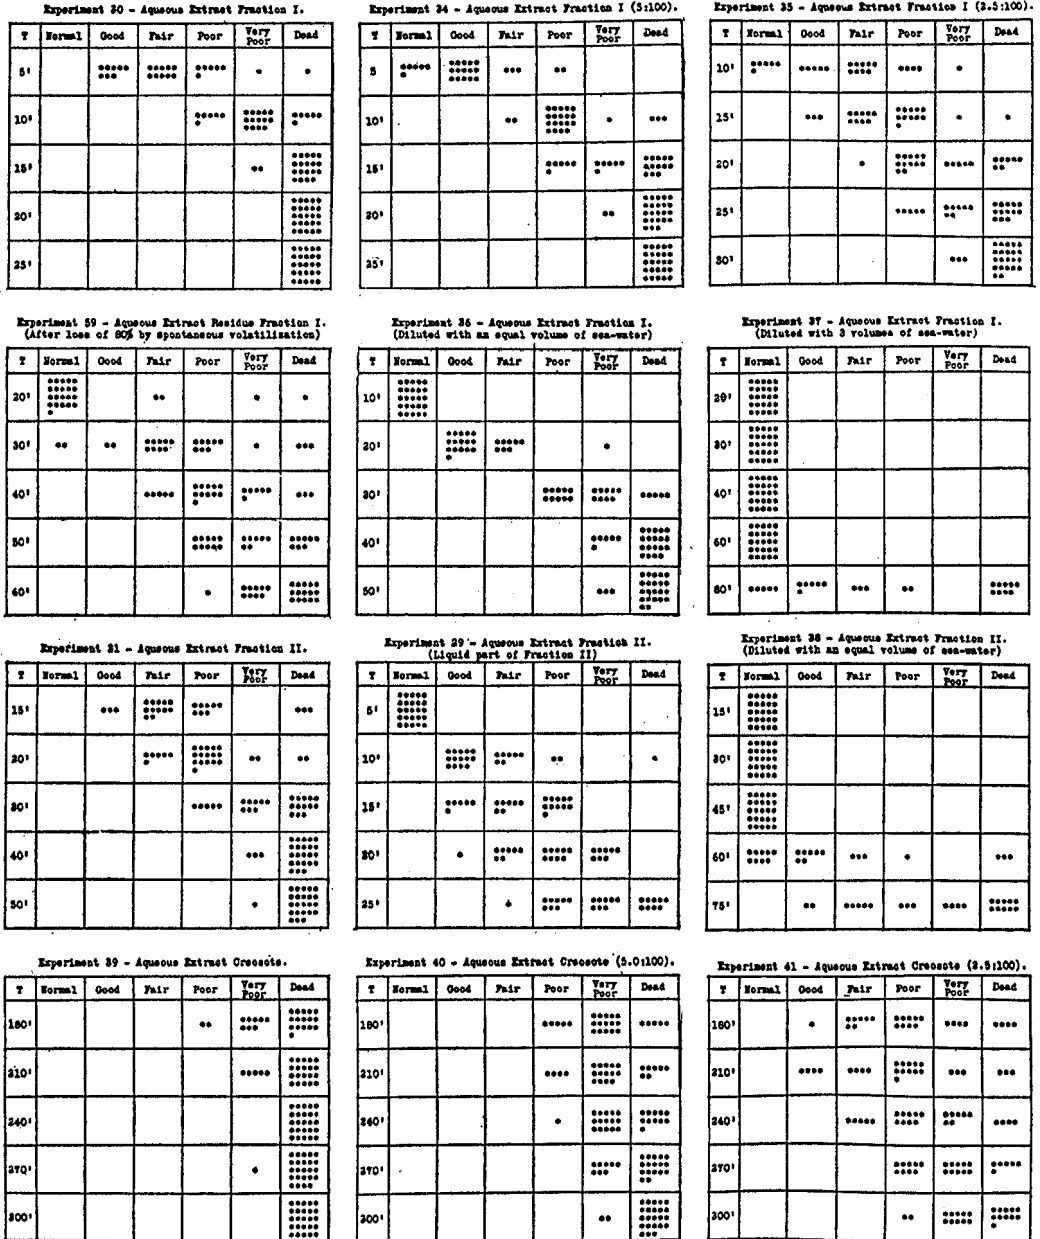 Experiment 30 - Aqueous Extract Fraction I.
T Normal Good Fair Poor Very Poor Dead
5'
10'
15'
20'
25'
Experiment 34 - Aqueous Extract Fraction I (5:100).
T Normal Good Fair Poor Very Poor Dead
5
10'
15'
20'
25'
Experiment 35 - Aqueous Extract Fraction I (2.5:100).
T Normal Good Fair Poor Very Poor Dead
10'
15'
20'
25'
30'
Experiment 59 - Aqueous Extract Residue Fraction I.
(After loss of 80% by spontaneous volatilization)
T Normal Good Fair Poor Very Poor Dead
20'
30'
40'
50'
60'
Experiment 36 - Aqueous Extract Fraction I.
(Diluted with an equal volume of sea-water)
T Normal Good Fair Poor Very Poor Dead
10'
20'
30'
40'
50'
Experiment 37 - Aqueous Extract Fraction I.
(Diluted with 3 volumes of sea-water)
T Normal Good Fair Poor Very Poor Dead
20'
30'
40'
60'
80'
Experiment 31 - Aqueous Extract Fraction II.
T Normal Good Fair Poor Very Poor Dead
15'
20'
30'
40'
50'
Experiment 29 - Aqueous Extract Fraction II.
(Liquid part of Fraction II)
T Normal Good Fair Poor Very Poor Dead
5'
10'
15'
20'
25'
Experiment 38 - Aqueous Extract Fraction II.
(Diluted with an equal volume of sea-water)
T Normal Good Fair Poor Very Poor Dead
15'
30'
45'
60'
75'
Experiment 39 - Aqueous Extract Creosote.
T Normal Good Fair Poor Very Poor Dead
180'
210'
240'
270'
300'
Experiment 40 - Aqueous Extract Creosote (5.0:100).
T Normal Good Fair Poor Very Poor Dead
180'
210'
240'
270'
300'
Experiment 41 - Aqueous Extract Creosote (2.5:100).
T Normal Good Fair Poor Very Poor Dead
180'
210'
240'
270'
300'